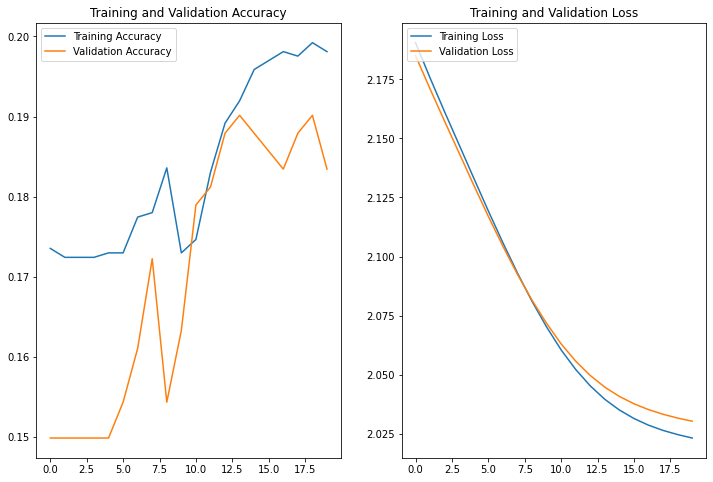 Training and Validation Accuracy
Training Accuracy
Validation Accuracy
0.20
0.19
0.18
0.17
0.16
0.15
0.0 2.5 5.0 7.5 10.0 12.5 15.0 17.5
Training and Validation Loss
Training Loss
Validation Loss
2.175
2.150
2.125
2.100
2.075
2.050
2.025
0.0 2.5 5.0 7.5 10.0 12.5 15.0 17.5